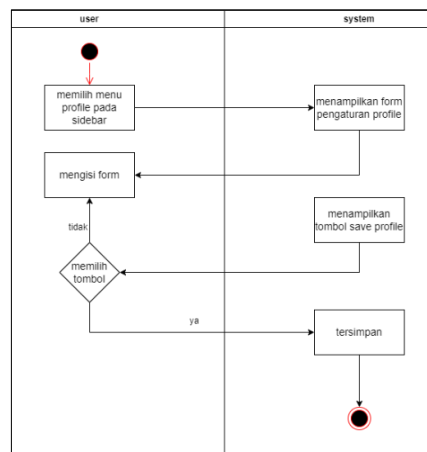 user
system
memilih menu
profile pada
sidebar
menampilkan form
pengaturan profile
mengisi form
menampilkan
tombol save profile
tidak
memilih
tombol
ya
tersimpan